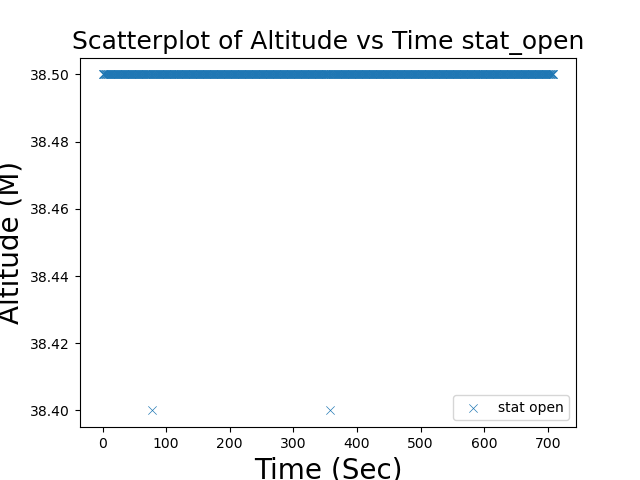 Scatterplot of Altitude vs Time stat_open
Altitude (M)
38.50
38.48
38.46
38.44
38.42
38.40
stat open
0 100 200 300 400 500 600 700
Time (Sec)